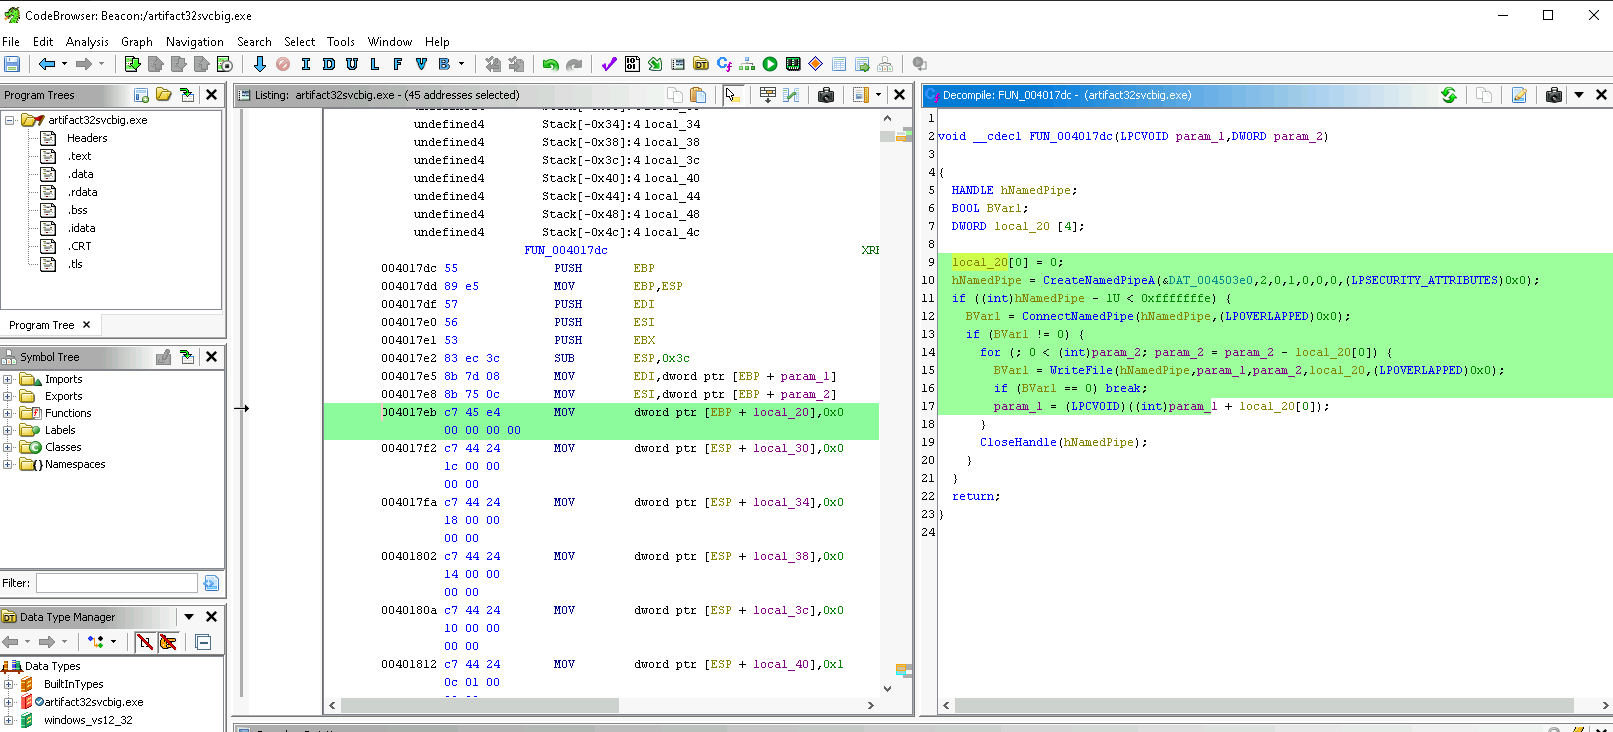 CodeBrowser: Beacon:/artifact32svcbig.exe
File Edit Analysis Graph Navigation Search Select Tools Window Help
I D U L F V B
Program Trees
artifact32svcbig.exe
Headers
.text
.data
.rdata
.bss
.idata
.CRT
.tls
Program Tree
Symbol Tree
Imports
Exports
Functions
Labels
Classes
Namespaces
Filter:
Data Type Manager
Data Types
BuiltInTypes
artifact32svcbig.exe
windows_vs12_32
Listing: artifact32svcbig.exe - (45 addresses selected)
undefined4 Stack[-0x34]:4 local_34
undefined4 Stack[-0x38]:4 local_38
undefined4 Stack[-0x3c]:4 local_3c
undefined4 Stack[-0x40]:4 local_40
undefined4 Stack[-0x44]:4 local_44
undefined4 Stack[-0x48]:4 local_48
undefined4 Stack[-0x4c]:4 local_4c
FUN_004017dc
004017dc 55 PUSH EBP
004017dd 89 e5 MOV EBP,ESP
004017df 57 PUSH EDI
004017e0 56 PUSH ESI
004017e1 53 PUSH EBX
004017e2 83 ec 3c SUB ESP,0x3c
004017e5 8b 7d 08 MOV EDI,dword ptr [EBP + param_1]
004017e8 8b 75 0c MOV ESI,dword ptr [EBP + param_2]
004017eb c7 45 e4 MOV dword ptr [EBP + local_20],0x0
00 00 00 00
004017f2 c7 44 24 MOV dword ptr [ESP + local_30],0x0
1c 00 00
00 00
004017fa c7 44 24 MOV dword ptr [ESP + local_34],0x0
18 00 00
00 00
00401802 c7 44 24 MOV dword ptr [ESP + local_38],0x0
14 00 00
00 00
0040180a c7 44 24 MOV dword ptr [ESP + local_3c],0x0
10 00 00
00 00
00401812 c7 44 24 MOV dword ptr [ESP + local_40],0x1
0c 01 00
Decompile: FUN_004017dc - (artifact32svcbig.exe)
1
2 void __cdecl FUN_004017dc(LPCVOID param_1,DWORD param_2)
3
4 {
5 HANDLE hNamedPipe;
6 BOOL BVar1;
7 DWORD local_20 [4];
8
9 local_20[0] = 0;
10 hNamedPipe = CreateNamedPipeA(&DAT_004503e0,2,0,1,0,0,0,(LPSECURITY_ATTRIBUTES)0x0);
11 if ((int)hNamedPipe - 1U < 0xfffffffe) {
12 BVar1 = ConnectNamedPipe(hNamedPipe,(LPOVERLAPPED)0x0);
13 if (BVar1 != 0) {
14 for (; 0 < (int)param_2; param_2 = param_2 - local_20[0]) {
15 BVar1 = WriteFile(hNamedPipe,param_1,param_2,local_20,(LPOVERLAPPED)0x0);
16 if (BVar1 == 0) break;
17 param_1 = (LPCVOID)((int)param_1 + local_20[0]);
18 }
19 CloseHandle(hNamedPipe);
20 }
21 }
22 return;
23 }
24